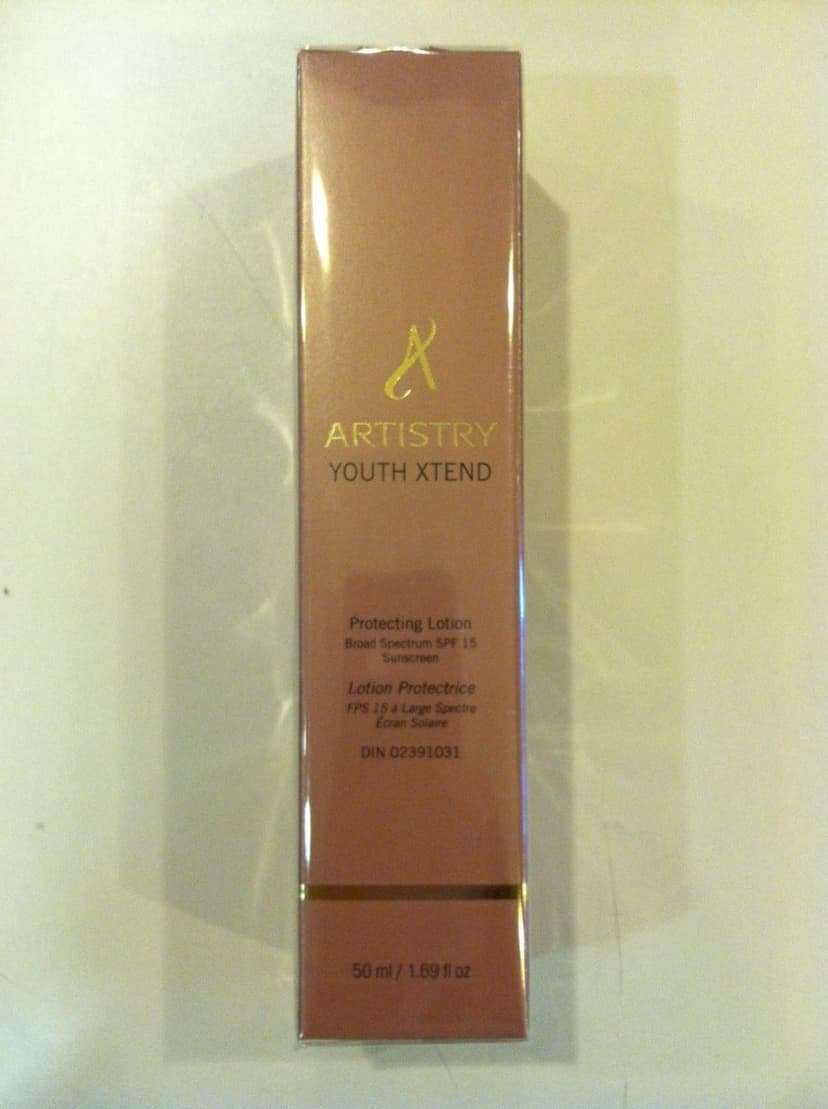 A
ARTISTRY
YOUTH XTEND
Protecting Lotion
Broad Spectrum SPF 15
Sunscreen
Lotion Protectrice
FPS 15 à Large Spectre
Écran Solaire
DIN 02391031
50 ml / 1.69 fl oz